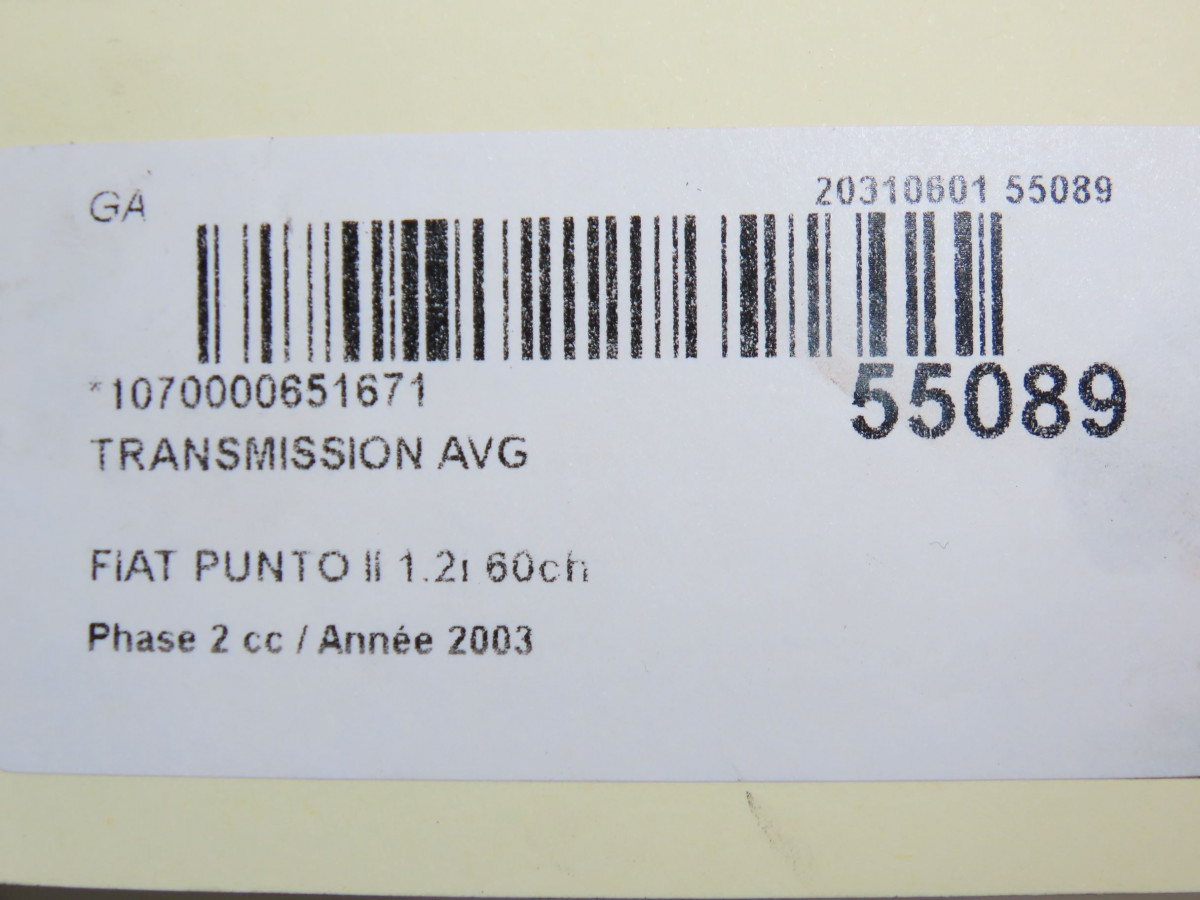 GA
20310601 55089
*1070000651671
55089
TRANSMISSION AVG
FIAT PUNTO II 1.2i 60ch
Phase 2 cc / Année 2003